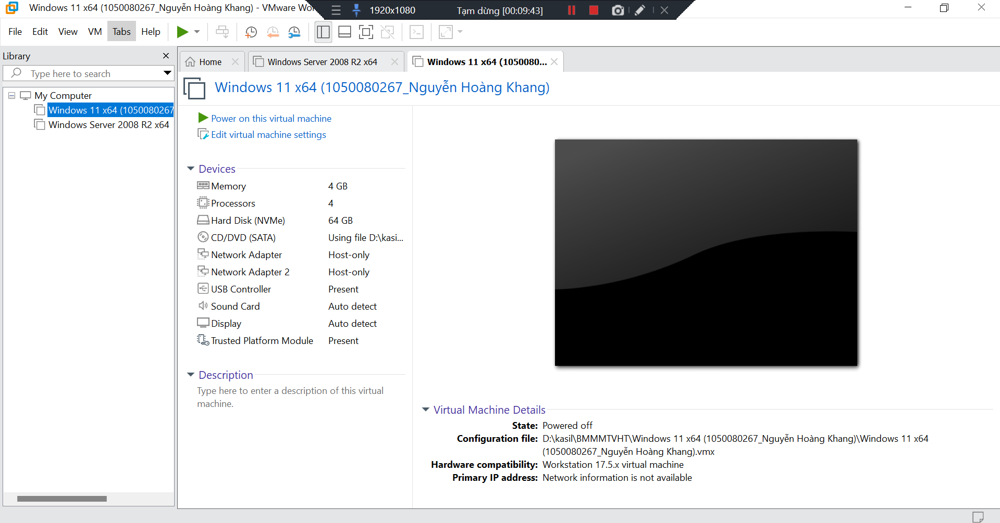 Windows 11 x64 (1050080267_Nguyễn Hoàng Khang) - VMware Wor
1920x1080
Tạm dừng [00:09:43]
File Edit View VM Tabs Help
Library
Type here to search
My Computer
Windows 11 x64 (1050080267
Windows Server 2008 R2 x64
Home
Windows Server 2008 R2 x64
Windows 11 x64 (1050080...
Windows 11 x64 (1050080267_Nguyễn Hoàng Khang)
Power on this virtual machine
Edit virtual machine settings
Devices
Memory 4 GB
Processors 4
Hard Disk (NVMe) 64 GB
CD/DVD (SATA) Using file D:\kasi...
Network Adapter Host-only
Network Adapter 2 Host-only
USB Controller Present
Sound Card Auto detect
Display Auto detect
Trusted Platform Module Present
Description
Type here to enter a description of this virtual
machine.
Virtual Machine Details
State: Powered off
Configuration file: D:\kasil\BMMMTVHT\Windows 11 x64 (1050080267_Nguyễn Hoàng Khang)\Windows 11 x64
(1050080267_Nguyễn Hoàng Khang).vmx
Hardware compatibility: Workstation 17.5.x virtual machine
Primary IP address: Network information is not available